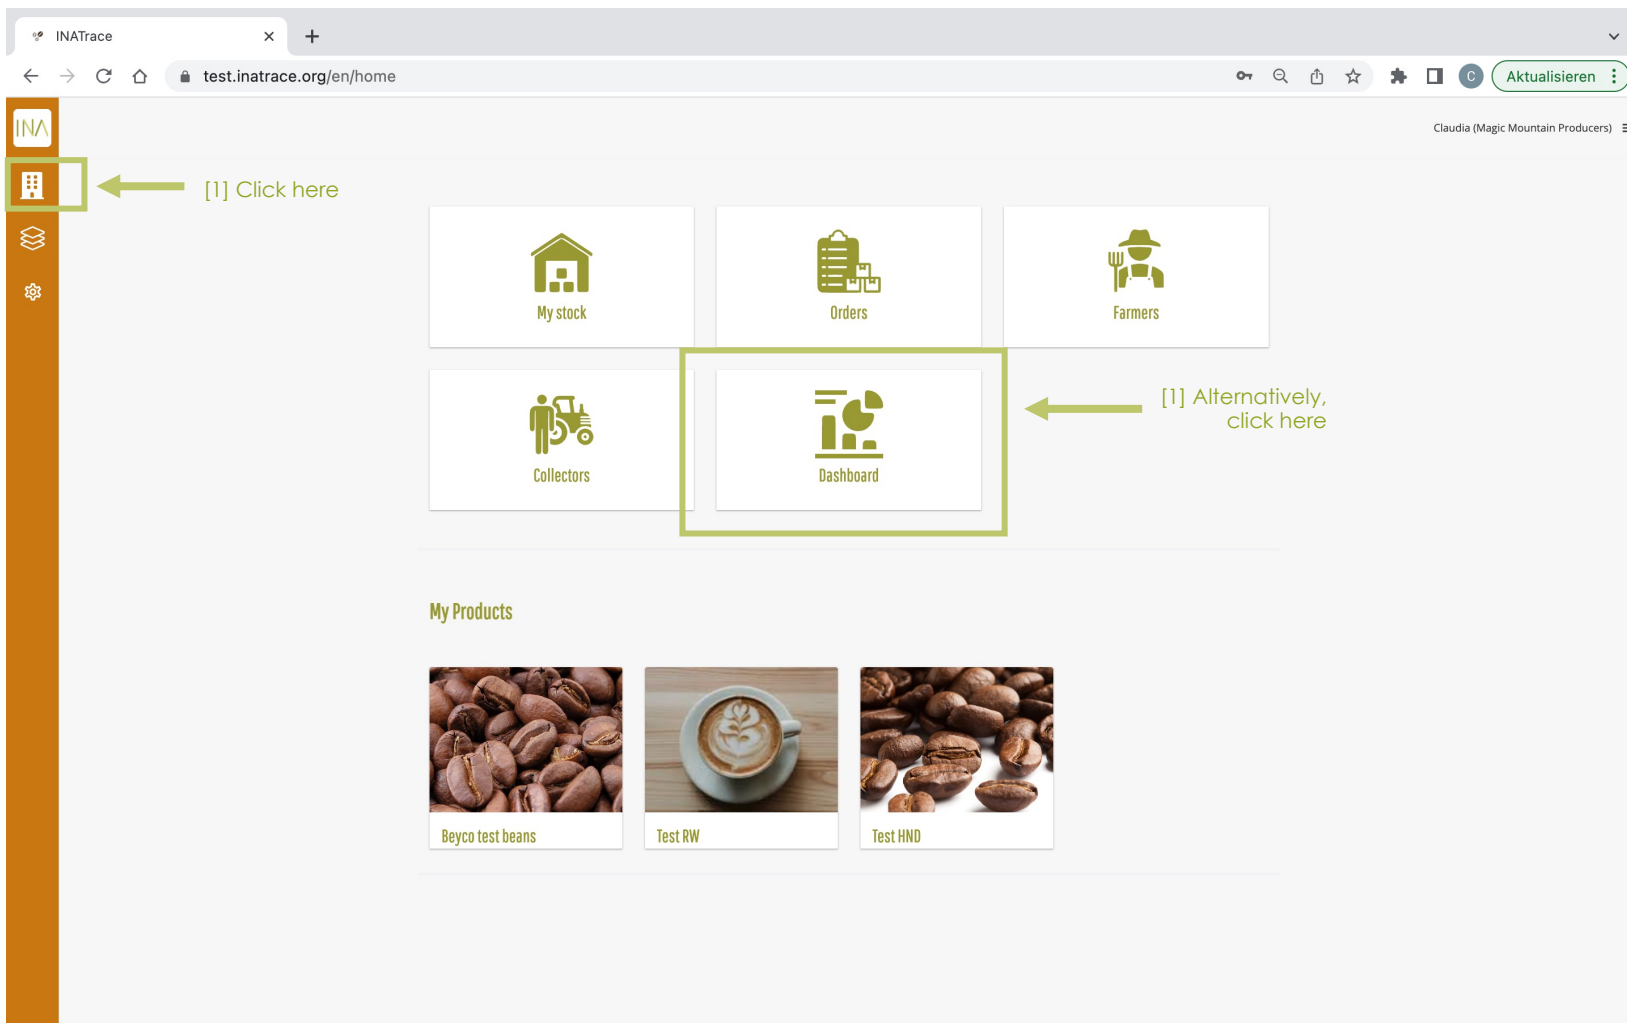 INATrace
test.inatrace.org/en/home
C
Aktualisieren
INA
Claudia (Magic Mountain Producers)
[1] Click here
My stock
Orders
Farmers
[1] Alternatively,
click here
Collectors
Dashboard
My Products
Beyco test beans
Test RW
Test HND